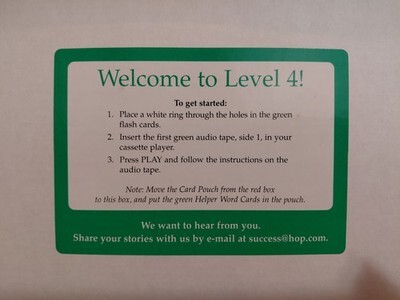 Welcome to Level 4!
To get started:
1. Place a white ring through the holes in the green
flash cards.
2. Insert the first green audio tape, side 1, in your
cassette player.
3. Press PLAY and follow the instructions on the
audio tape.
Note: Move the Card Pouch from the red box
to this box, and put the green Helper Word Cards in the pouch.
We want to hear from you.
Share your stories with us by e-mail at success@hop.com.